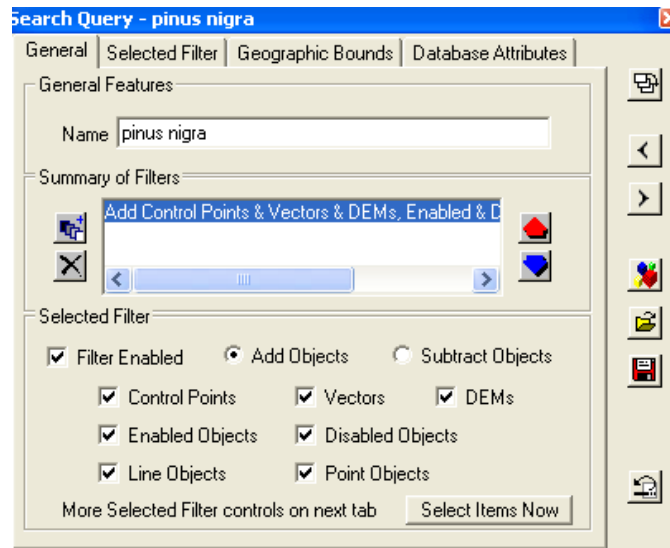 Search Query - pinus nigra
General Selected Filter Geographic Bounds Database Attributes
General Features
Name pinus nigra
Summary of Filters
Add Control Points & Vectors & DEMs, Enabled & D
Selected Filter
Filter Enabled Add Objects Subtract Objects
Control Points Vectors DEMs
Enabled Objects Disabled Objects
Line Objects Point Objects
More Selected Filter controls on next tab Select Items Now